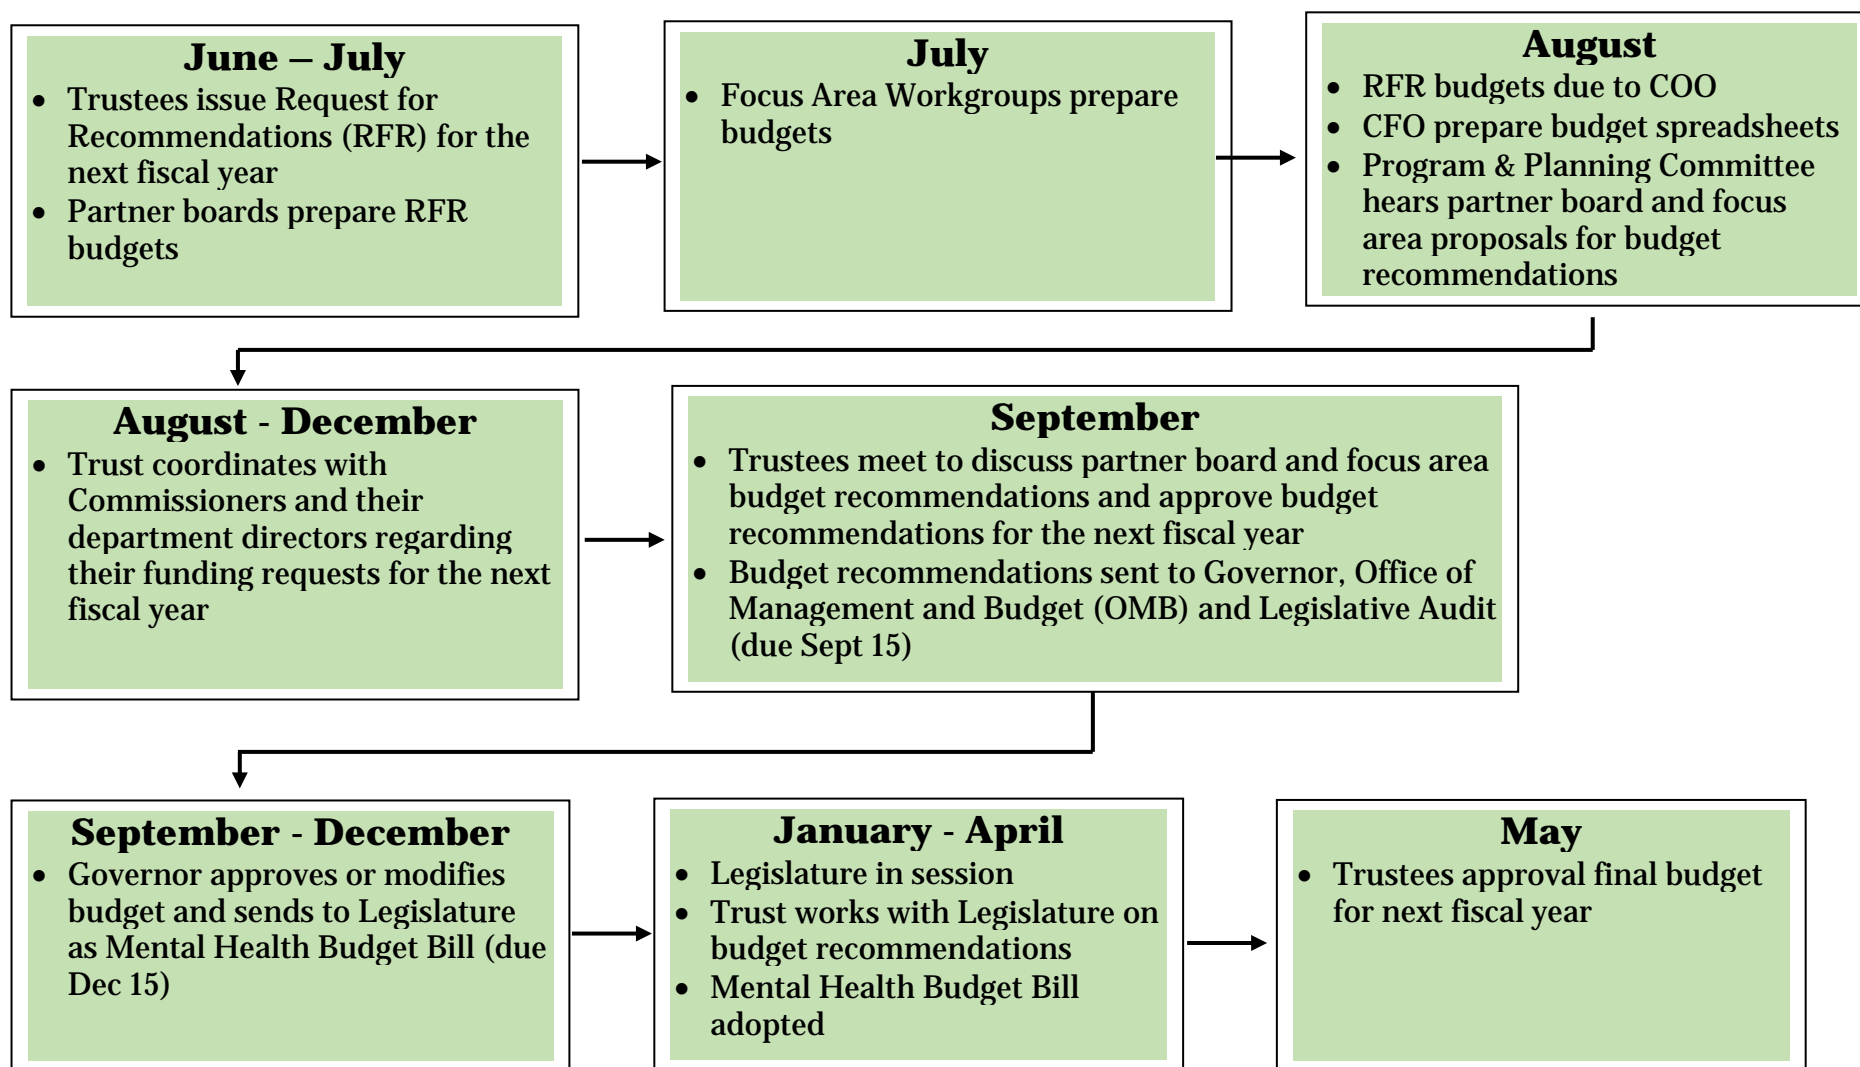 June – July
• Trustees issue Request for
Recommendations (RFR) for the
next fiscal year
• Partner boards prepare RFR
budgets
July
• Focus Area Workgroups prepare
budgets
August
• RFR budgets due to COO
• CFO prepare budget spreadsheets
• Program & Planning Committee
hears partner board and focus
area proposals for budget
recommendations
August - December
• Trust coordinates with
Commissioners and their
department directors regarding
their funding requests for the next
fiscal year
September
• Trustees meet to discuss partner board and focus area
budget recommendations and approve budget
recommendations for the next fiscal year
• Budget recommendations sent to Governor, Office of
Management and Budget (OMB) and Legislative Audit
(due Sept 15)
September - December
• Governor approves or modifies
budget and sends to Legislature
as Mental Health Budget Bill (due
Dec 15)
January - April
• Legislature in session
• Trust works with Legislature on
budget recommendations
• Mental Health Budget Bill
adopted
May
• Trustees approval final budget
for next fiscal year